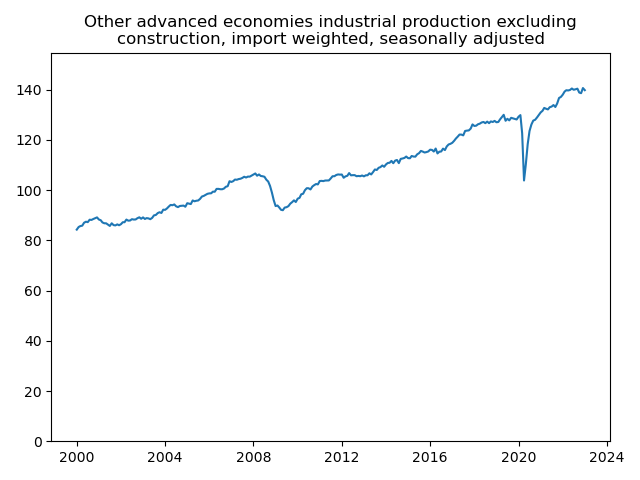 Other advanced economies industrial production excluding
construction, import weighted, seasonally adjusted
140
120
100
80
60
40
20
0
2000 2004 2008 2012 2016 2020 2024